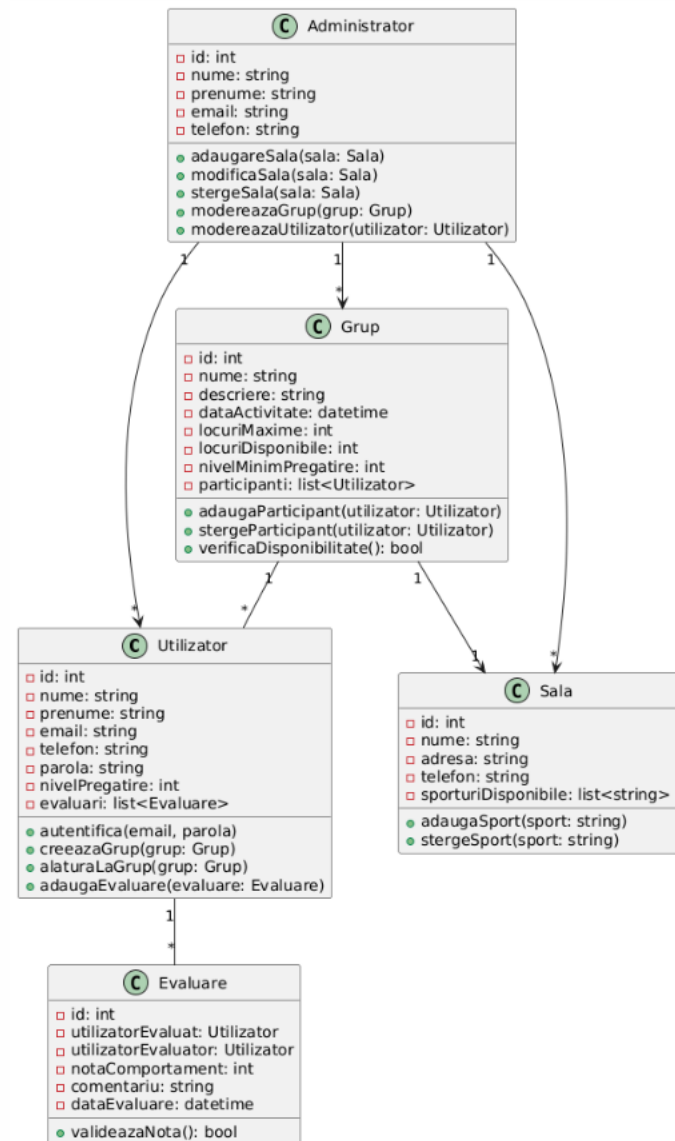 C Administrator
id: int
nume: string
prenume: string
email: string
telefon: string
adaugareSala(sala: Sala)
modificaSala(sala: Sala)
stergeSala(sala: Sala)
modereazaGrup(grup: Grup)
modereazaUtilizator(utilizator: Utilizator)
1 1 1
*
C Grup
id: int
nume: string
descriere: string
dataActivitate: datetime
locuriMaxime: int
locuriDisponibile: int
nivelMinimPregatire: int
participanti: list<Utilizator>
adaugaParticipant(utilizator: Utilizator)
stergeParticipant(utilizator: Utilizator)
verificaDisponibilitate(): bool
1 1
* * 1 *
C Utilizator
id: int
nume: string
prenume: string
email: string
telefon: string
parola: string
nivelPregatire: int
evaluari: list<Evaluare>
autentifica(email, parola)
creeazaGrup(grup: Grup)
alaturaLaGrup(grup: Grup)
adaugaEvaluare(evaluare: Evaluare)
C Sala
id: int
nume: string
adresa: string
telefon: string
sporturiDisponibile: list<string>
adaugaSport(sport: string)
stergeSport(sport: string)
1
*
C Evaluare
id: int
utilizatorEvaluat: Utilizator
utilizatorEvaluator: Utilizator
notaComportament: int
comentariu: string
dataEvaluare: datetime
valideazaNota(): bool